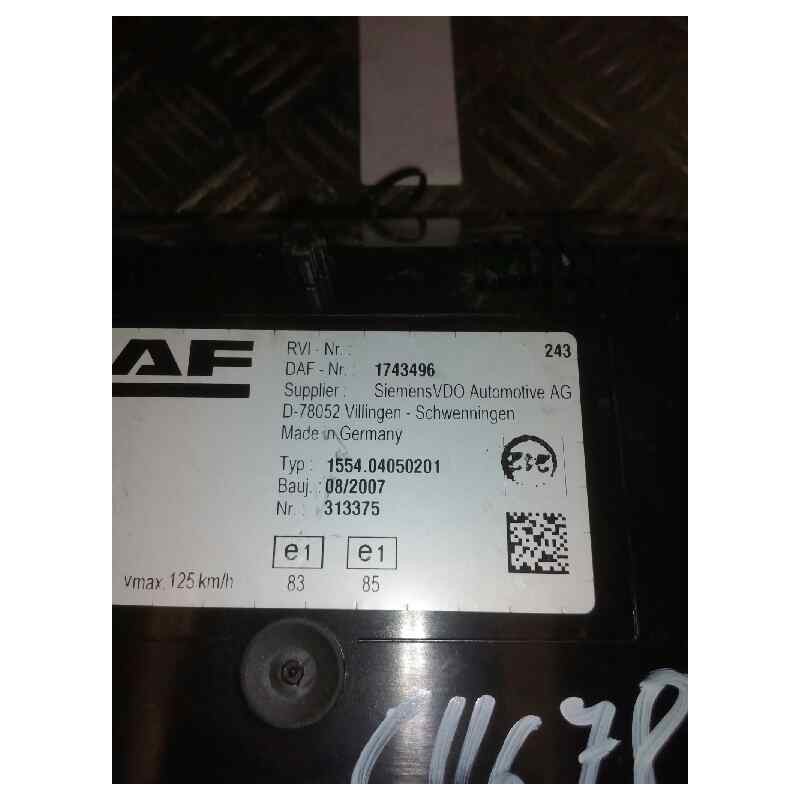 AF
RVI - Nr. : 243
DAF - Nr. : 1743496
Supplier : SiemensVDO Automotive AG
D-78052 Villingen - Schwenningen
Made in Germany
Typ : 1554.04050201
Bauj. : 08/2007
Nr. : 313375
e1 e1
vmax. 125 km/h 83 85